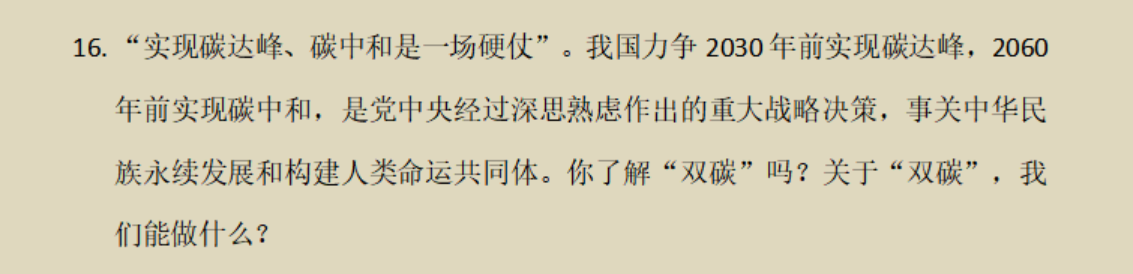 16. “实现碳达峰、碳中和是一场硬仗”。我国力争 2030 年前实现碳达峰，2060
年前实现碳中和，是党中央经过深思熟虑作出的重大战略决策，事关中华民
族永续发展和构建人类命运共同体。你了解“双碳”吗？关于“双碳”，我
们能做什么？